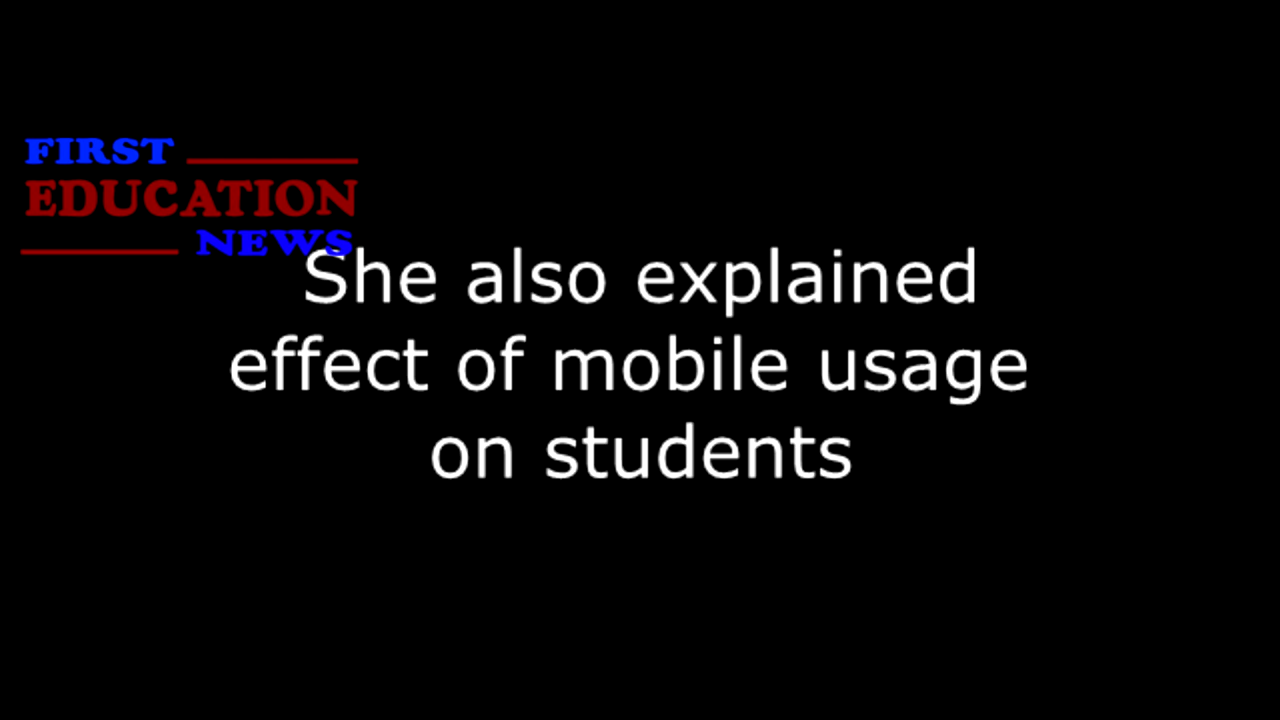 FIRST
EDUCATION
NEWS
She also explained
effect of mobile usage
on students